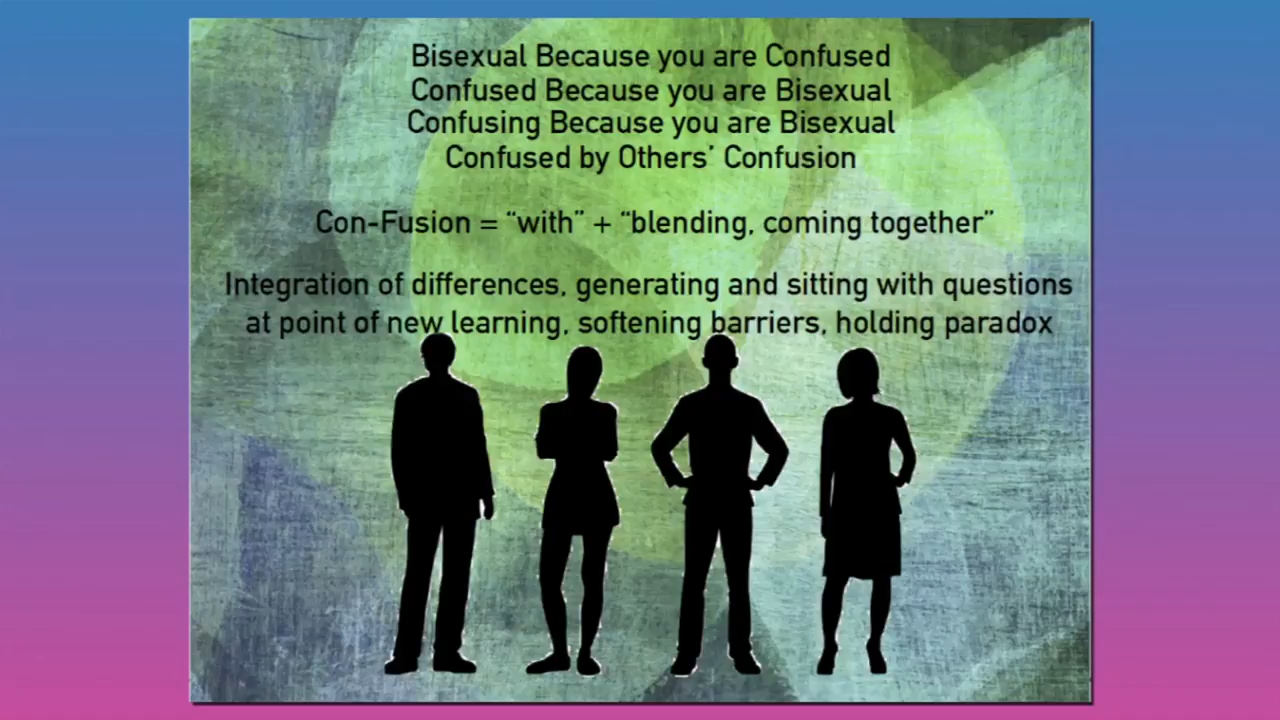 Bisexual Because you are Confused
Confused Because you are Bisexual
Confusing Because you are Bisexual
Confused by Others’ Confusion
Con-Fusion = “with” + “blending, coming together”
Integration of differences, generating and sitting with questions
at point of new learning, softening barriers, holding paradox